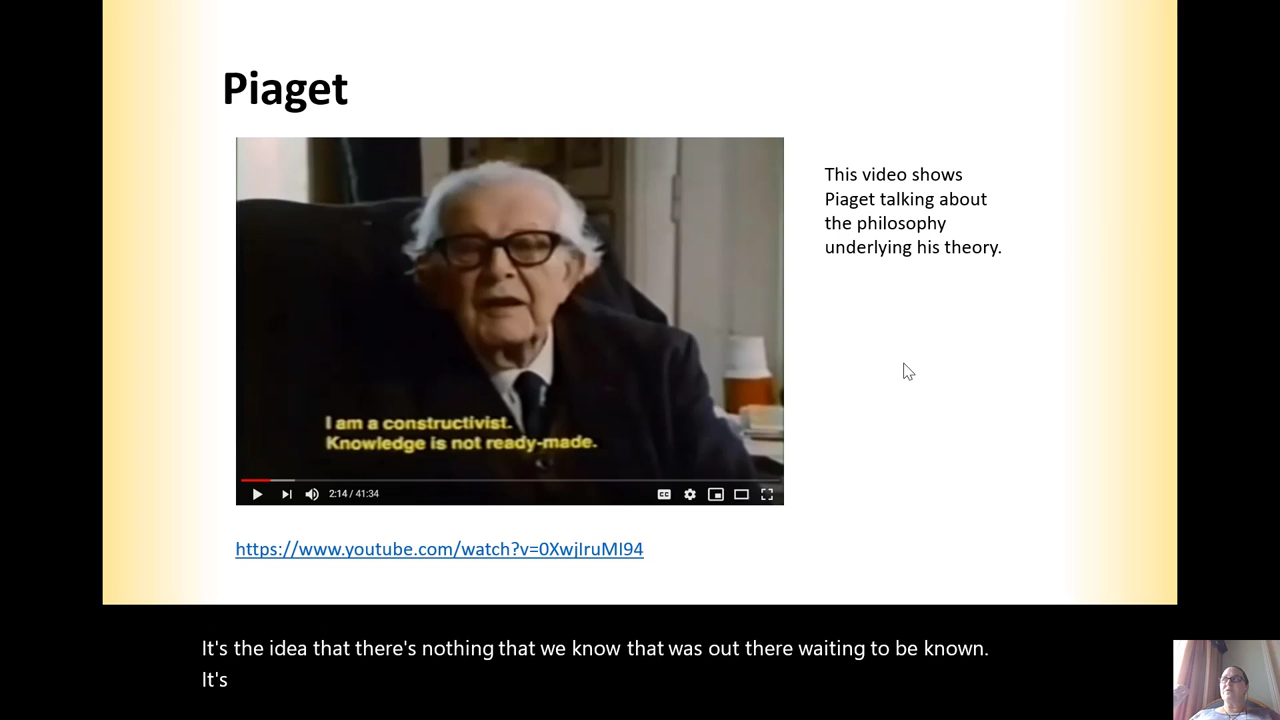 Piaget
This video shows
Piaget talking about
the philosophy
underlying his theory.
I am a constructivist.
Knowledge is not ready-made.
2:14 / 41:34
CC
https://www.youtube.com/watch?v=0XwjIruMI94
It's the idea that there's nothing that we know that was out there waiting to be known.
It's